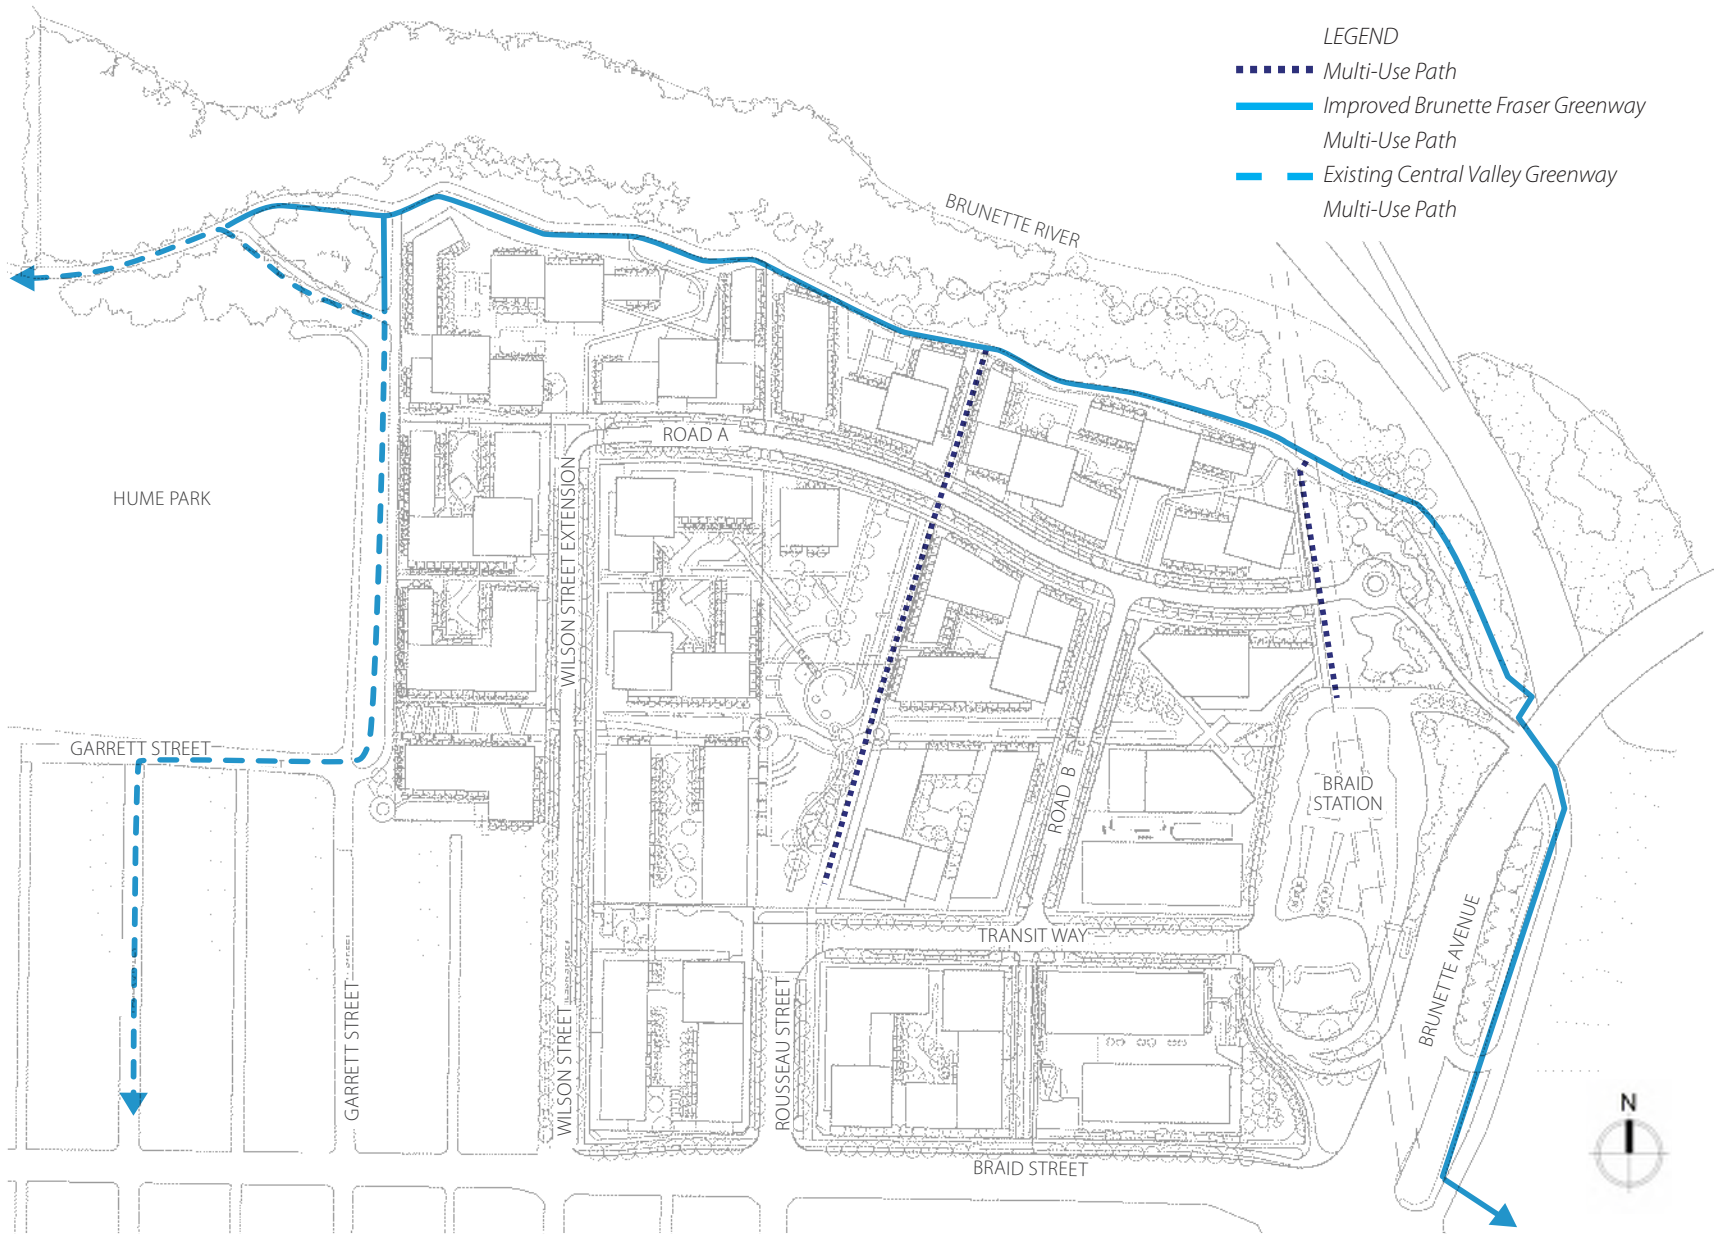 LEGEND
Multi-Use Path
Improved Brunette Fraser Greenway
Multi-Use Path
Existing Central Valley Greenway
Multi-Use Path
BRUNETTE RIVER
ROAD A
HUME PARK
WILSON STREET EXTENSION
GARRETT STREET
ROAD B
BRAID
STATION
BRUNETTE AVENUE
TRANSIT WAY
GARRETT STREET
WILSON STREET
ROUSSEAU STREET
BRAID STREET
N